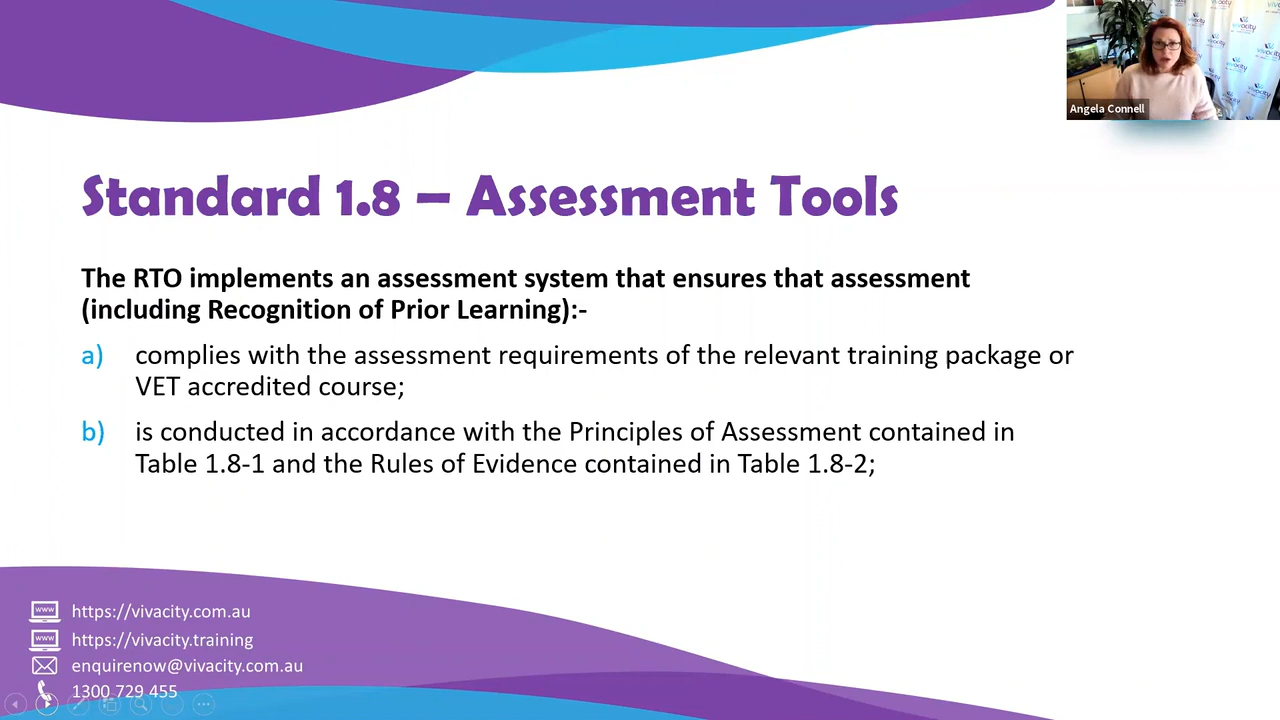 Angela Connell
Standard 1.8 – Assessment Tools
The RTO implements an assessment system that ensures that assessment
(including Recognition of Prior Learning):-
a) complies with the assessment requirements of the relevant training package or
VET accredited course;
b) is conducted in accordance with the Principles of Assessment contained in
Table 1.8-1 and the Rules of Evidence contained in Table 1.8-2;
www https://vivacity.com.au
www https://vivacity.training
enquirenow@vivacity.com.au
1300 729 455